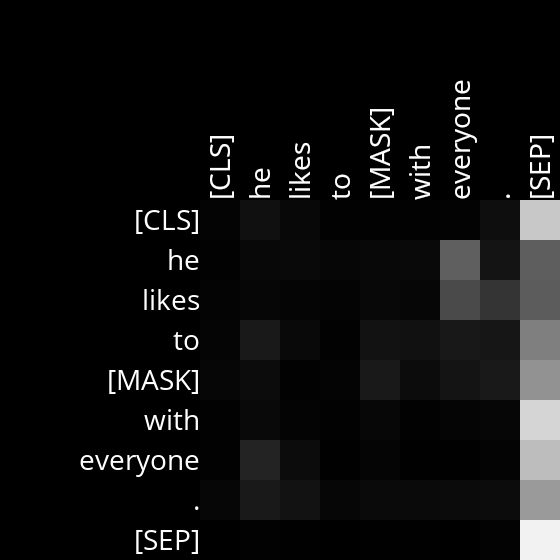 [CLS] he likes to [MASK] with everyone . [SEP]
[CLS]
he
likes
to
[MASK]
with
everyone
.
[SEP]